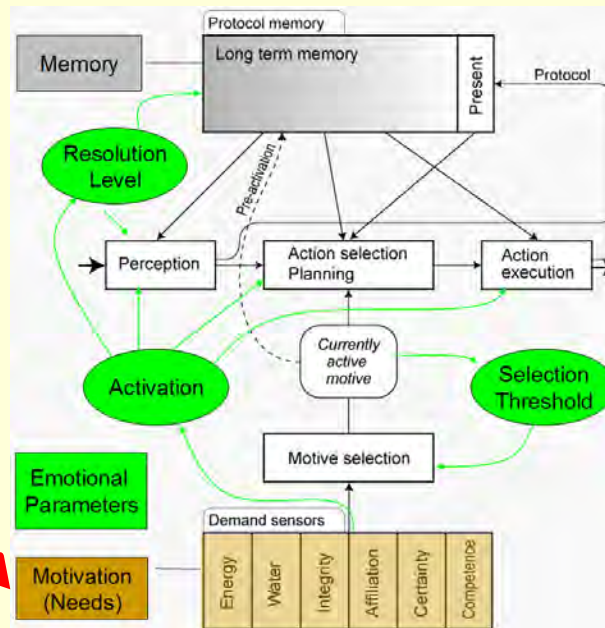 Protocol memory
Long term memory
Present
Memory
Protocol
Resolution
Level
Pre-activation
Perception
Action selection
Planning
Action
execution
Currently
active
motive
Activation
Selection
Threshold
Motive selection
Emotional
Parameters
Demand sensors
Motivation
(Needs)
Energy
Water
Integrity
Affiliation
Certainty
Competence